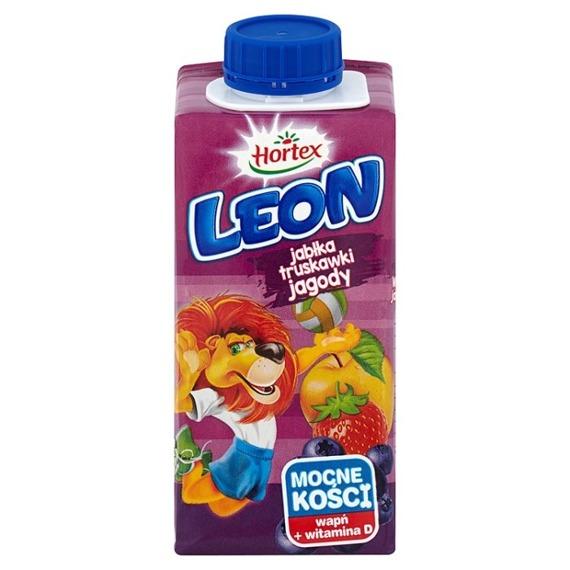 Hortex
LEON
jabłka
truskawki
jagody
MOCNE
KOŚCI
wapń
+ witamina D